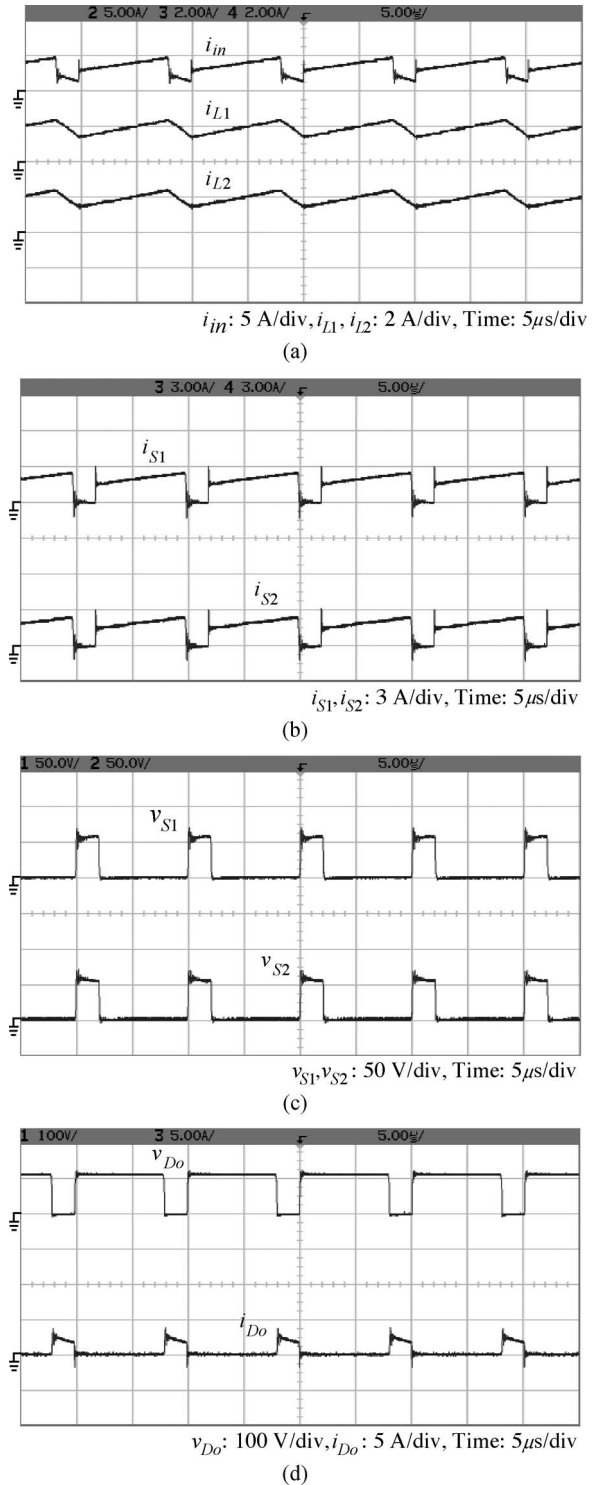 2 5.00A/ 3 2.00A/ 4 2.00A/ 5.00㎲/
i_in
i_L1
i_L2
i_in: 5 A/div, i_L1, i_L2: 2 A/div, Time: 5μs/div
(a)
3 3.00A/ 4 3.00A/ 5.00㎲/
i_S1
i_S2
i_S1, i_S2: 3 A/div, Time: 5μs/div
(b)
1 50.0V/ 2 50.0V/ 5.00㎲/
v_S1
v_S2
v_S1, v_S2: 50 V/div, Time: 5μs/div
(c)
1 100V/ 3 5.00A/ 5.00㎲/
v_Do
i_Do
v_Do: 100 V/div, i_Do: 5 A/div, Time: 5μs/div
(d)